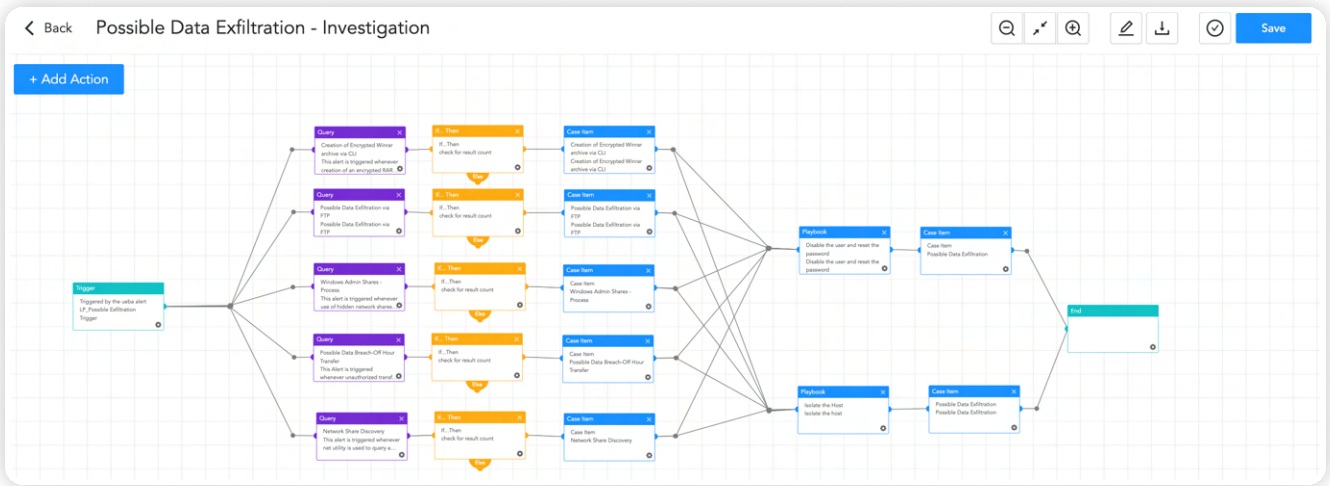 Back
Possible Data Exfiltration - Investigation
Save
+ Add Action
Trigger
Triggered by the ueba alert
LP_Possible Exfiltration
Trigger
Query
Creation of Encrypted Winrar
archive via CLI
This alert is triggered whenever
creation of an encrypted RAR
If... Then
If...Then
check for result count
Else
Case Item
Creation of Encrypted Winrar
archive via CLI
Creation of Encrypted Winrar
archive via CLI
Query
Possible Data Exfiltration via
FTP
Possible Data Exfiltration via
FTP
If... Then
If...Then
check for result count
Else
Case Item
Possible Data Exfiltration via
FTP
Possible Data Exfiltration via
FTP
Query
Windows Admin Shares -
Process
This alert is triggered whenever
use of hidden network shares.
If... Then
If...Then
check for result count
Else
Case Item
Case Item
Windows Admin Shares -
Process
Query
Possible Data Breach-Off Hour
Transfer
This Alert is triggered
whenever unauthorized transf..
If... Then
If...Then
check for result count
Else
Case Item
Case Item
Possible Data Breach-Off Hour
Transfer
Query
Network Share Discovery
This alert is triggered whenever
net utility is used to query e...
If... Then
If...Then
check for result count
Else
Case Item
Case Item
Network Share Discovery
Playbook
Disable the user and reset the
password
Disable the user and reset the
password
Case Item
Case Item
Possible Data Exfiltration
Playbook
Isolate the Host
Isolate the host
Case Item
Possible Data Exfiltration
Possible Data Exfiltration
End